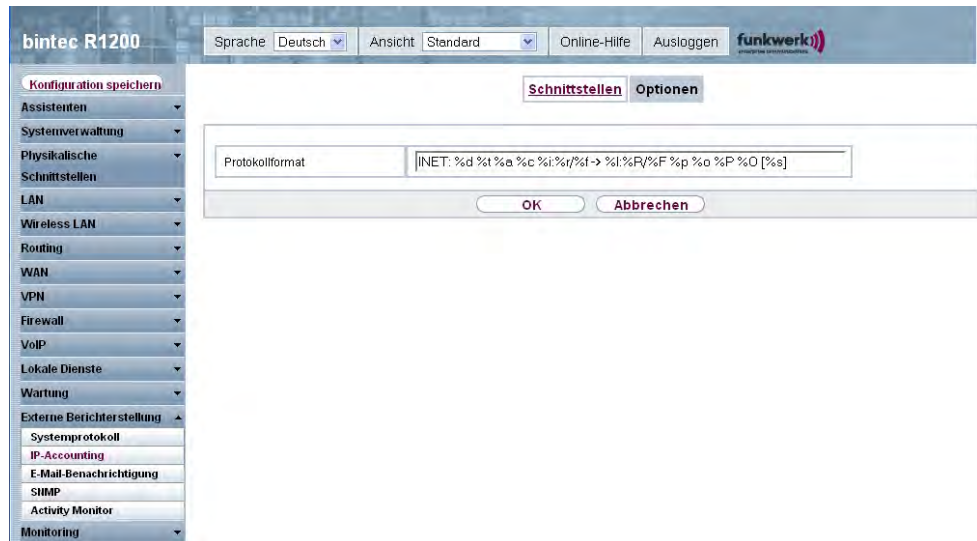 bintec R1200
Sprache Deutsch Ansicht Standard Online-Hilfe Ausloggen funkwerk
Konfiguration speichern
Assistenten
Systemverwaltung
Physikalische
Schnittstellen
LAN
Wireless LAN
Routing
WAN
VPN
Firewall
VoIP
Lokale Dienste
Wartung
Externe Berichterstellung
Systemprotokoll
IP-Accounting
E-Mail-Benachrichtigung
SNMP
Activity Monitor
Monitoring
Schnittstellen Optionen
Protokollformat INET: %d %t %a %c %i:%r/%f -> %I:%R/%F %p %o %P %O [%s]
OK Abbrechen